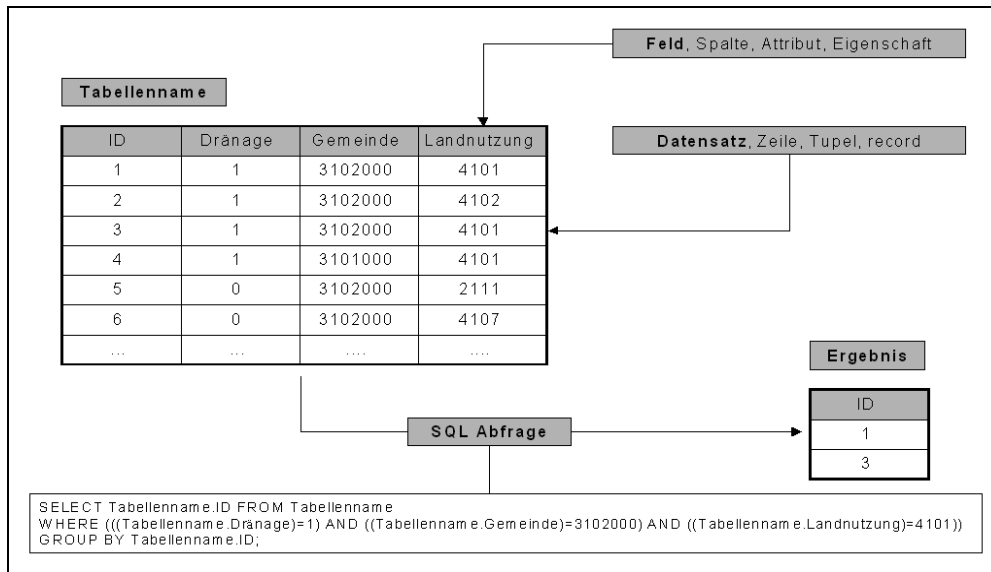 Feld, Spalte, Attribut, Eigenschaft
Tabellenname
ID Dränage Gemeinde Landnutzung
1 1 3102000 4101
2 1 3102000 4102
3 1 3102000 4101
4 1 3101000 4101
5 0 3102000 2111
6 0 3102000 4107
... ... .... ....
Datensatz, Zeile, Tupel, record
Ergebnis
ID
1
3
SQL Abfrage
SELECT Tabellenname.ID FROM Tabellenname
WHERE (((Tabellenname.Dränage)=1) AND ((Tabellenname.Gemeinde)=3102000) AND ((Tabellenname.Landnutzung)=4101))
GROUP BY Tabellenname.ID;